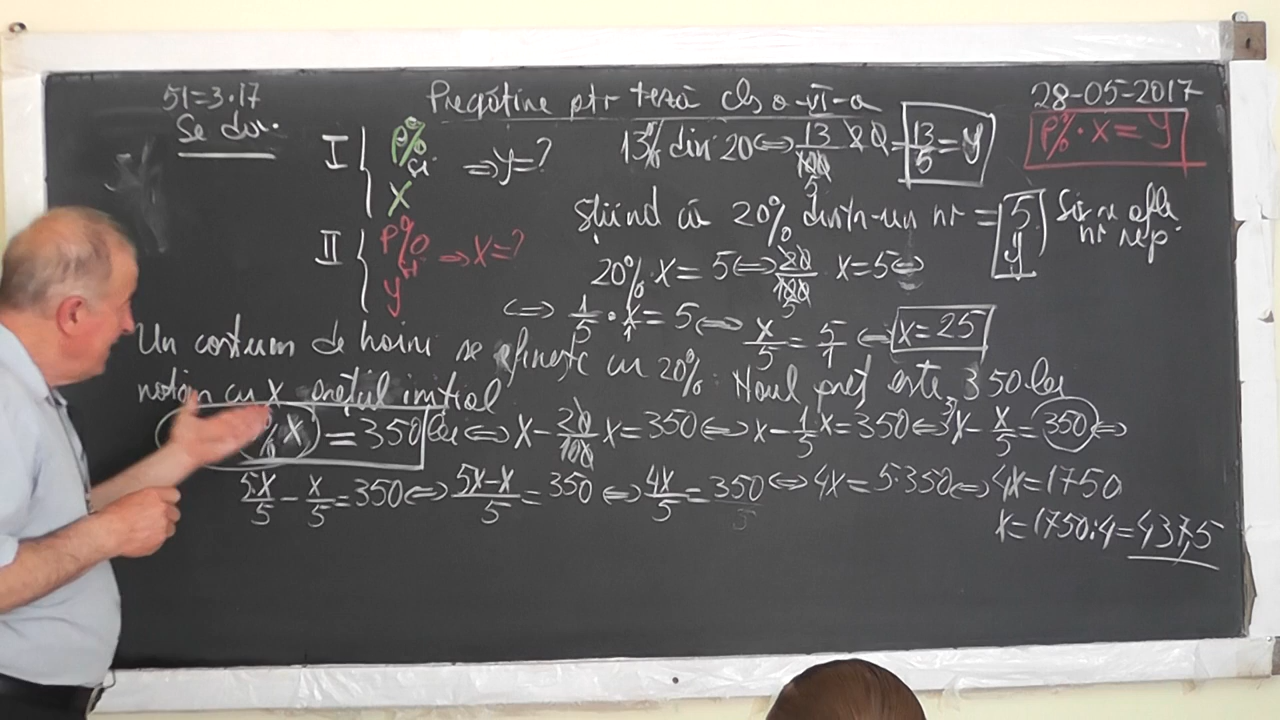 51=3·17
Se dau:
Pregătire ptr teză cls a-VI-a
28-05-2017
P% · X = Y
I { P% și X ⇒ Y=?
II { P% și Y ⇒ X=?
13% din 20 ⇔ 13/100 · 20 = 13/5 = Y
Știind că 20% dintr-un nr = 5 Să se afle
Y nr resp.
20% · X = 5 ⇔ 20/100 · X = 5 ⇔
⇔ 1/5 · X/1 = 5 ⇔ X/5 = 5/1 ⇔ X = 25
Un costum de haine se ieftinește cu 20%. Noul preț este 350 lei
notăm cu X prețul inițial
% X = 350 lei ⇔ X - 20/100 X = 350 ⇔ X - 1/5 X = 350 ⇔ X - X/5 = 350 ⇔
5X/5 - X/5 = 350 ⇔ 5X-X/5 = 350 ⇔ 4X/5 = 350 ⇔ 4X = 5·350 ⇔ 4X = 1750
X = 1750:4 = 437,5